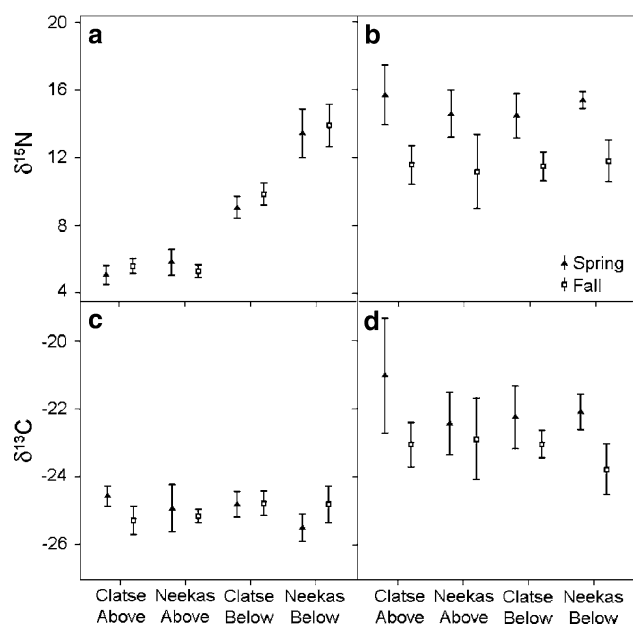 a
b
20
16
12
8
4
δ15N
Spring
Fall
c
d
-20
-22
-24
-26
δ13C
Clatse Above
Neekas Above
Clatse Below
Neekas Below
Clatse Above
Neekas Above
Clatse Below
Neekas Below